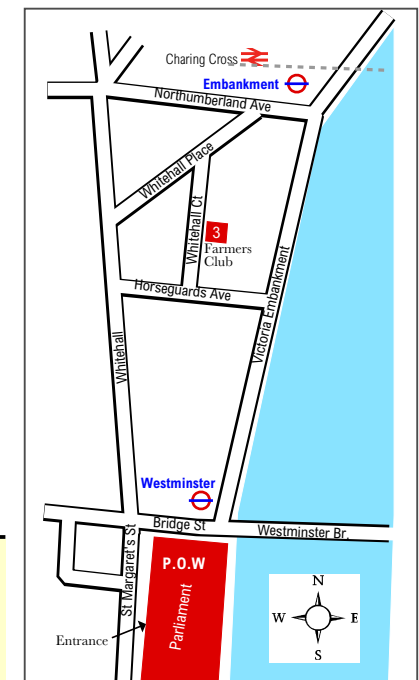 Charing Cross
Embankment
Northumberland Ave
Whitehall Place
Whitehall Ct
3
Farmers
Club
Horseguards Ave
Victoria Embankment
Whitehall
Westminster
Bridge St
Westminster Br.
St Margaret's St
P.O.W
Parliament
Entrance
N
W
E
S